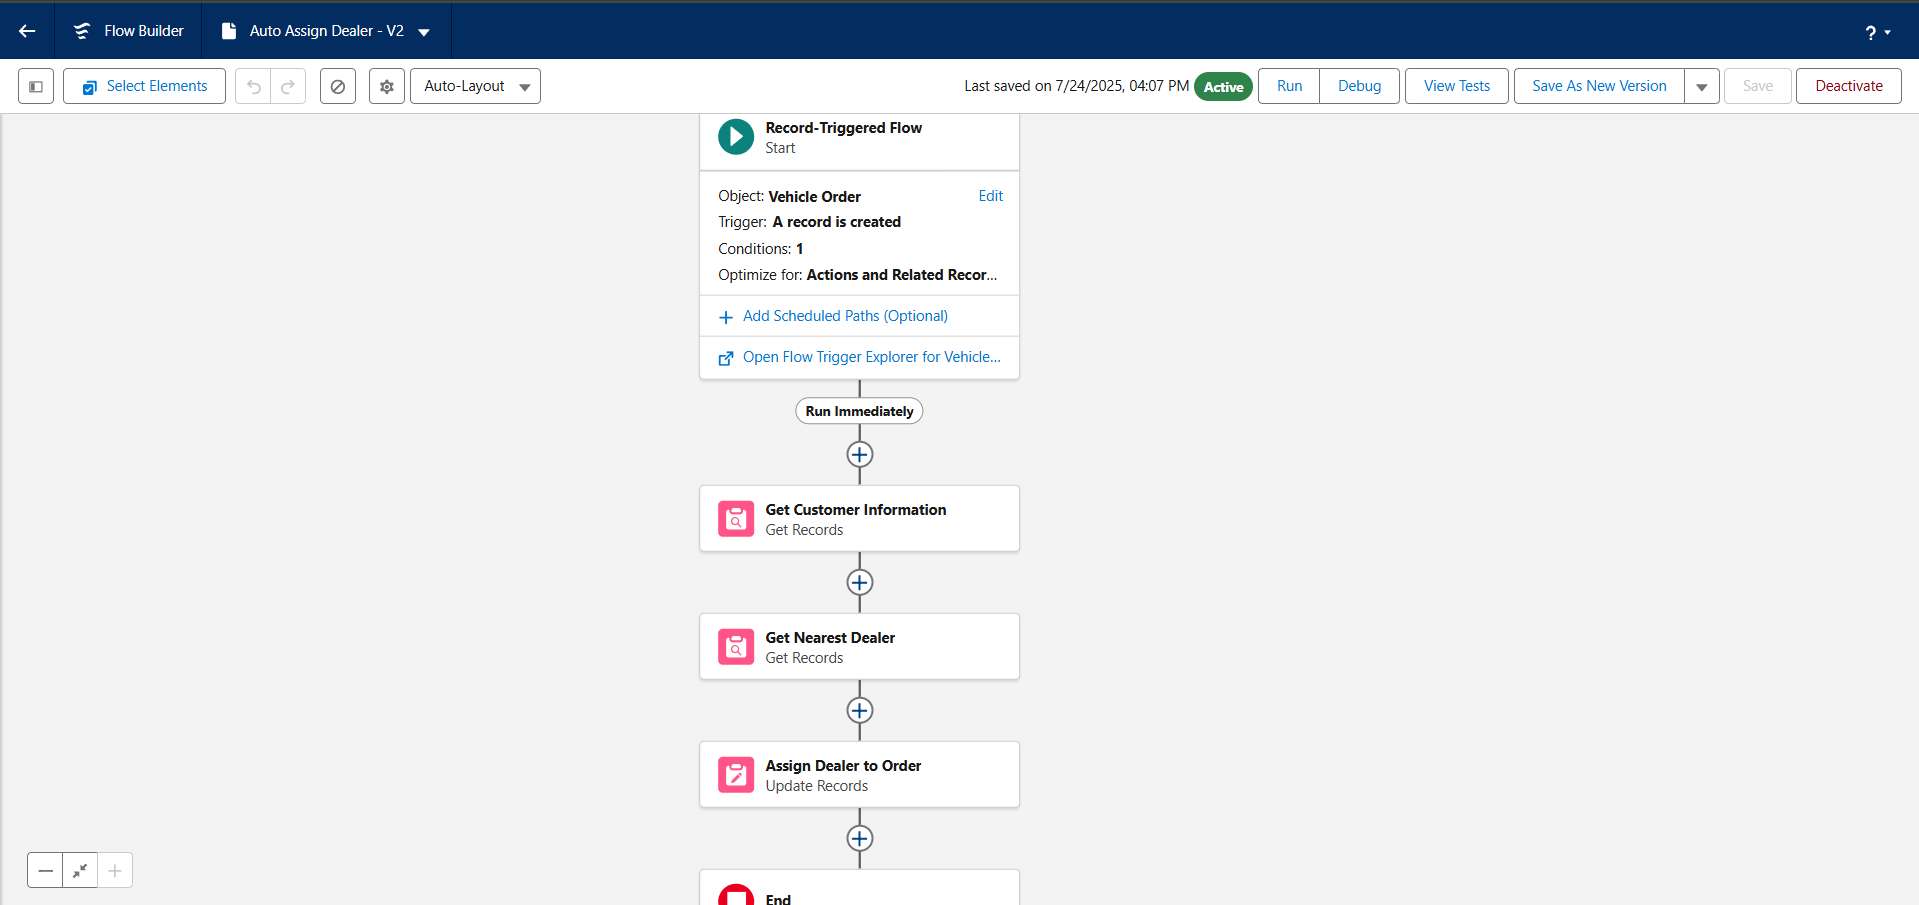 Flow Builder Auto Assign Dealer - V2 ?
Select Elements Auto-Layout Last saved on 7/24/2025, 04:07 PM Active Run Debug View Tests Save As New Version Save Deactivate
Record-Triggered Flow
Start
Object: Vehicle Order Edit
Trigger: A record is created
Conditions: 1
Optimize for: Actions and Related Recor...
Add Scheduled Paths (Optional)
Open Flow Trigger Explorer for Vehicle...
Run Immediately
Get Customer Information
Get Records
Get Nearest Dealer
Get Records
Assign Dealer to Order
Update Records
End